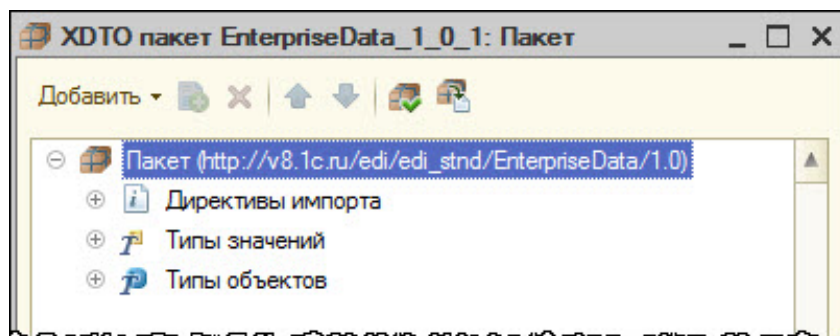 XDTO пакет EnterpriseData_1_0_1: Пакет
Добавить
Пакет (http://v8.1c.ru/edi/edi_stnd/EnterpriseData/1.0)
Директивы импорта
Типы значений
Типы объектов